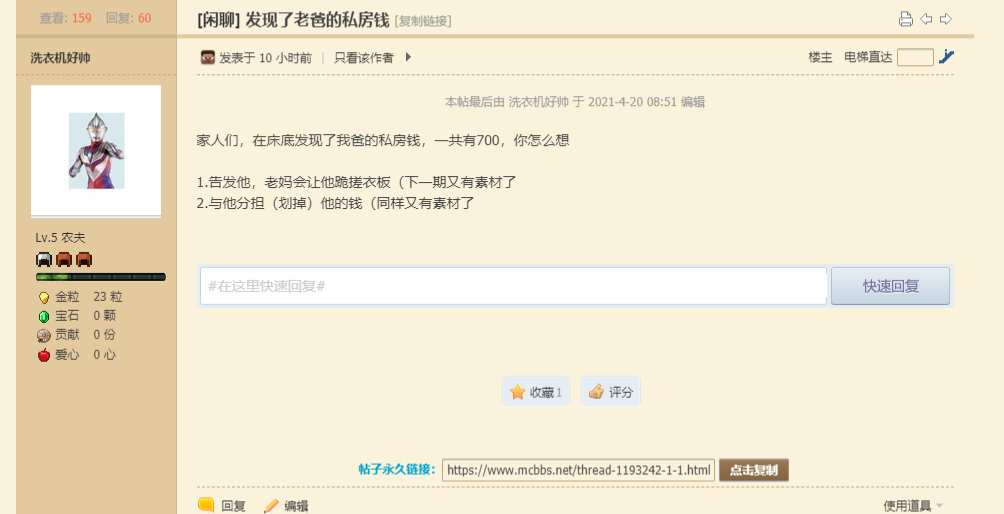 查看: 159 回复: 60
[闲聊] 发现了老爸的私房钱 [复制链接]
洗衣机好帅
发表于 10 小时前 | 只看该作者
楼主 电梯直达
本帖最后由 洗衣机好帅 于 2021-4-20 08:51 编辑
家人们，在床底发现了我爸的私房钱，一共有700，你怎么想
1.告发他，老妈会让他跪搓衣板（下一期又有素材了
2.与他分担（划掉）他的钱（同样又有素材了
Lv.5 农夫
金粒 23 粒
宝石 0 颗
贡献 0 份
爱心 0 心
#在这里快速回复#
快速回复
收藏 1
评分
帖子永久链接: https://www.mcbbs.net/thread-1193242-1-1.html 点击复制
回复 编辑
使用道具